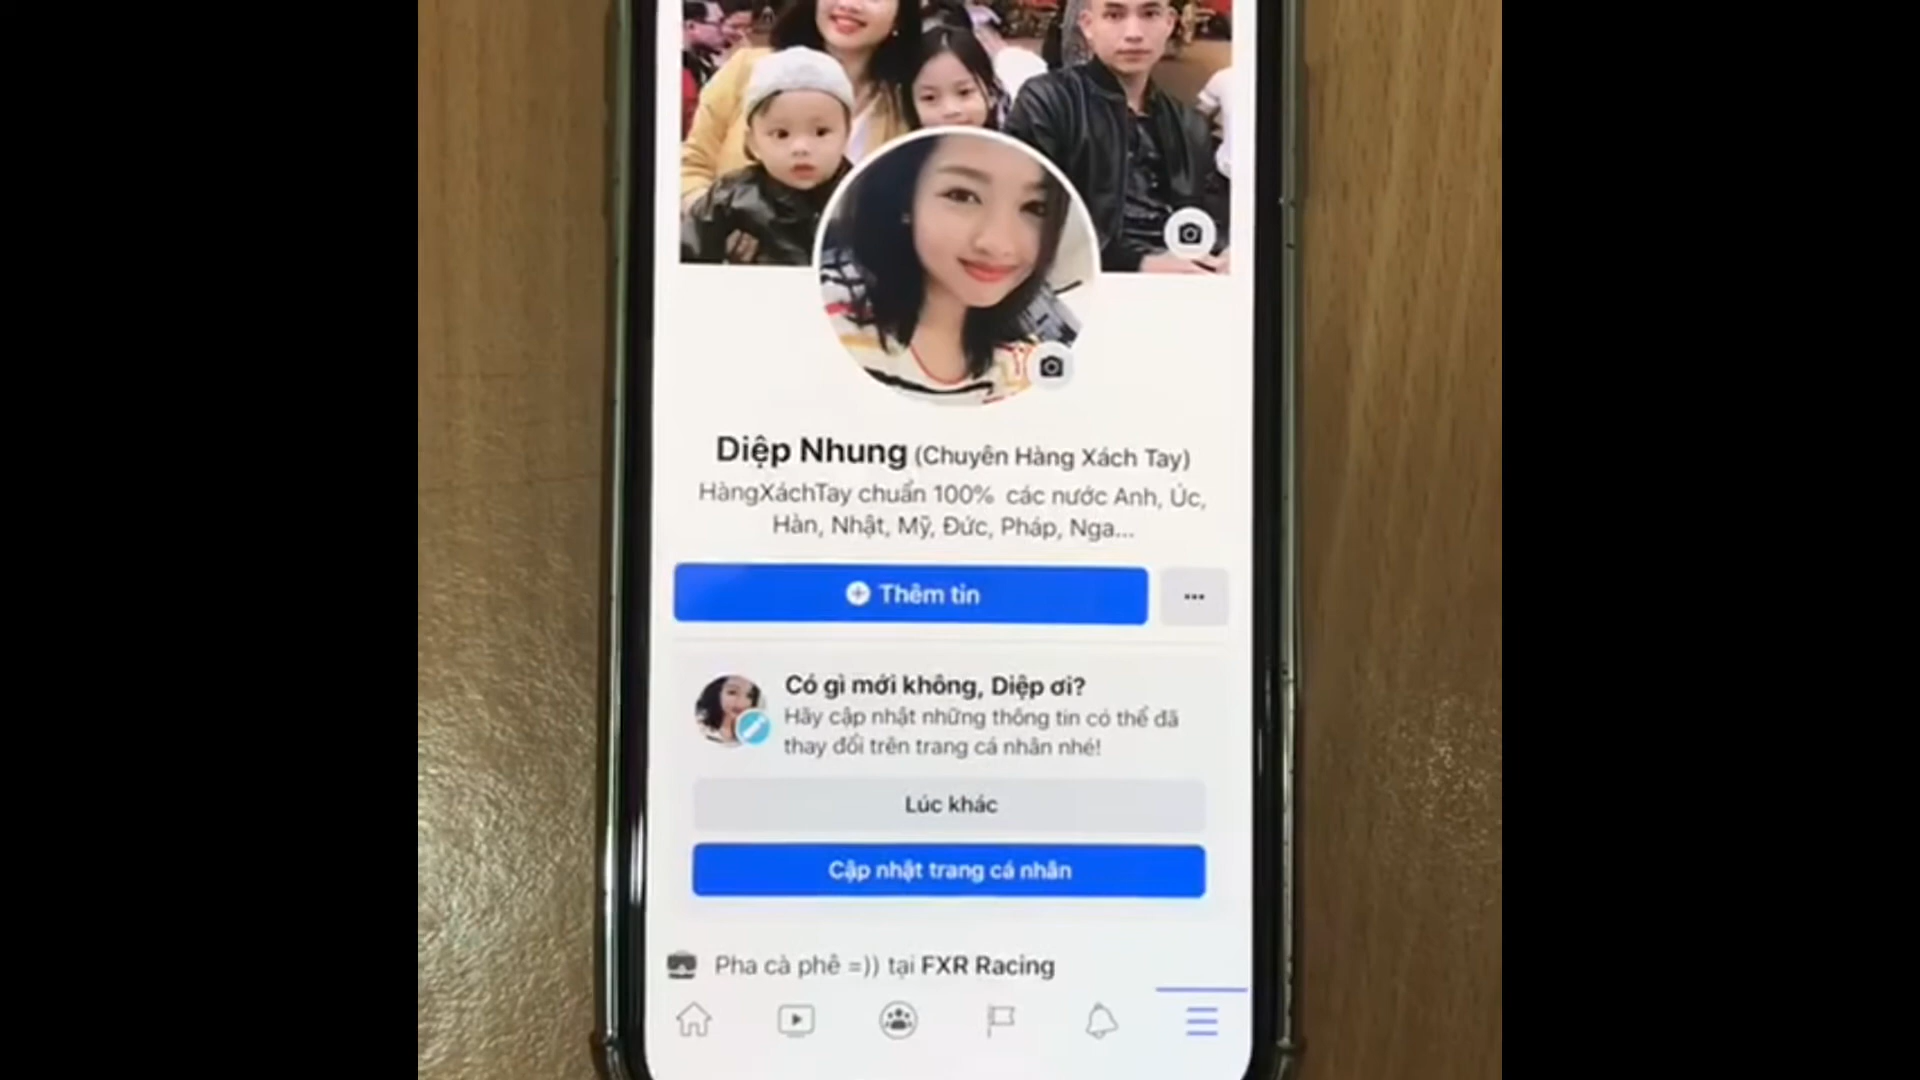 Diệp Nhung (Chuyên Hàng Xách Tay)
HàngXáchTay chuẩn 100% các nước Anh, Úc,
Hàn, Nhật, Mỹ, Đức, Pháp, Nga...
Thêm tin
Có gì mới không, Diệp ơi?
Hãy cập nhật những thông tin có thể đã
thay đổi trên trang cá nhân nhé!
Lúc khác
Cập nhật trang cá nhân
Pha cà phê =)) tại FXR Racing